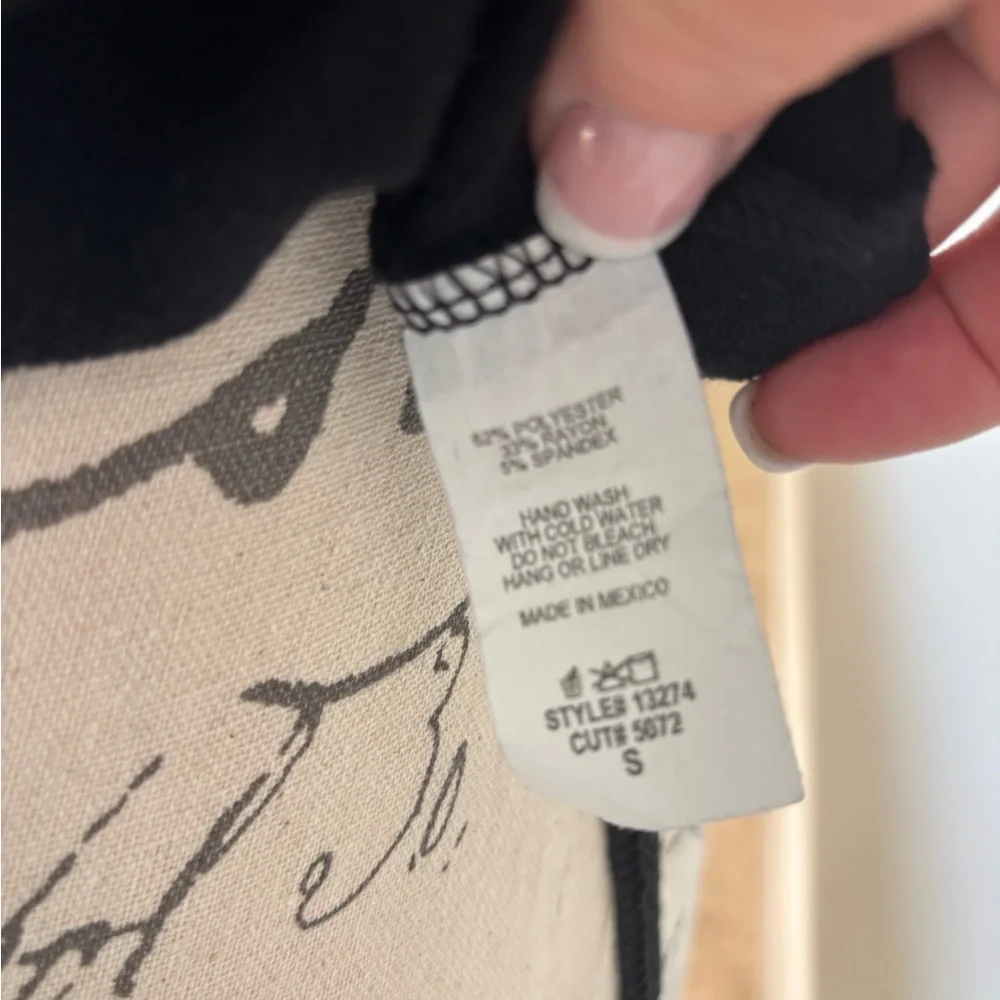 62% POLYESTER
33% RAYON
5% SPANDEX
HAND WASH
WITH COLD WATER
DO NOT BLEACH
HANG OR LINE DRY
MADE IN MEXICO
STYLE# 13274
CUT# 5072
S